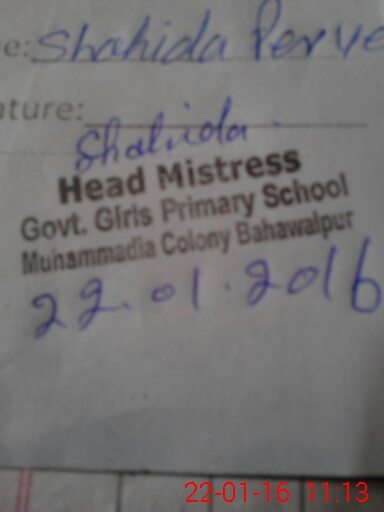 e: Shahida Perve
ature: Shahida.
Head Mistress
Govt. Girls Primary School
Muhammadia Colony Bahawalpur
22.01.2016
22-01-16 11:13